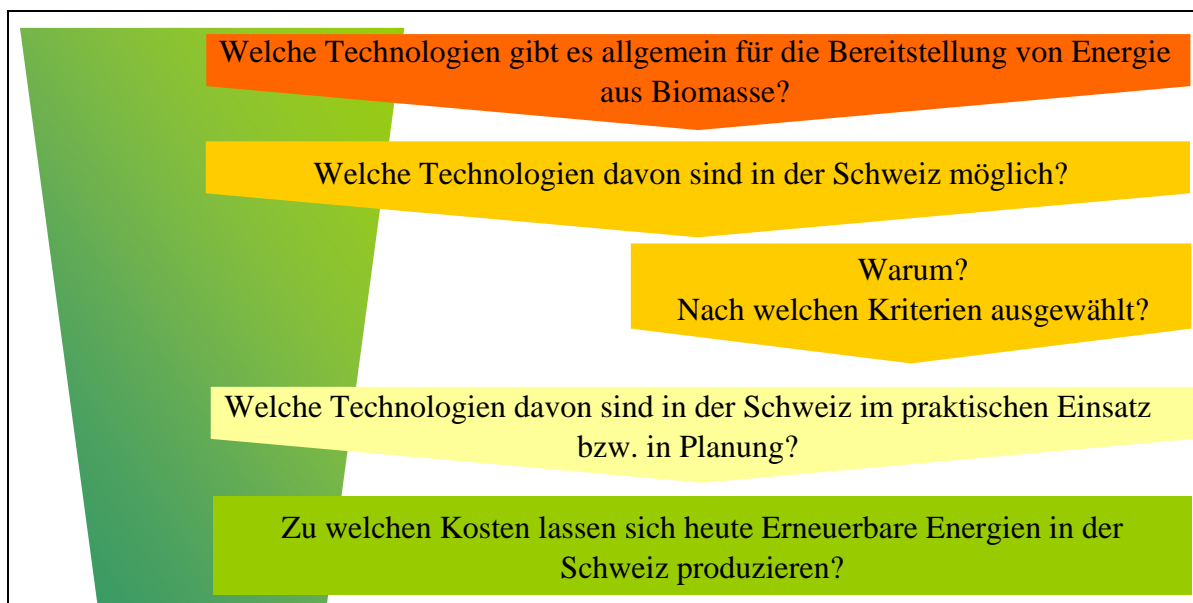 Welche Technologien gibt es allgemein für die Bereitstellung von Energie
aus Biomasse?
Welche Technologien davon sind in der Schweiz möglich?
Warum?
Nach welchen Kriterien ausgewählt?
Welche Technologien davon sind in der Schweiz im praktischen Einsatz
bzw. in Planung?
Zu welchen Kosten lassen sich heute Erneuerbare Energien in der
Schweiz produzieren?